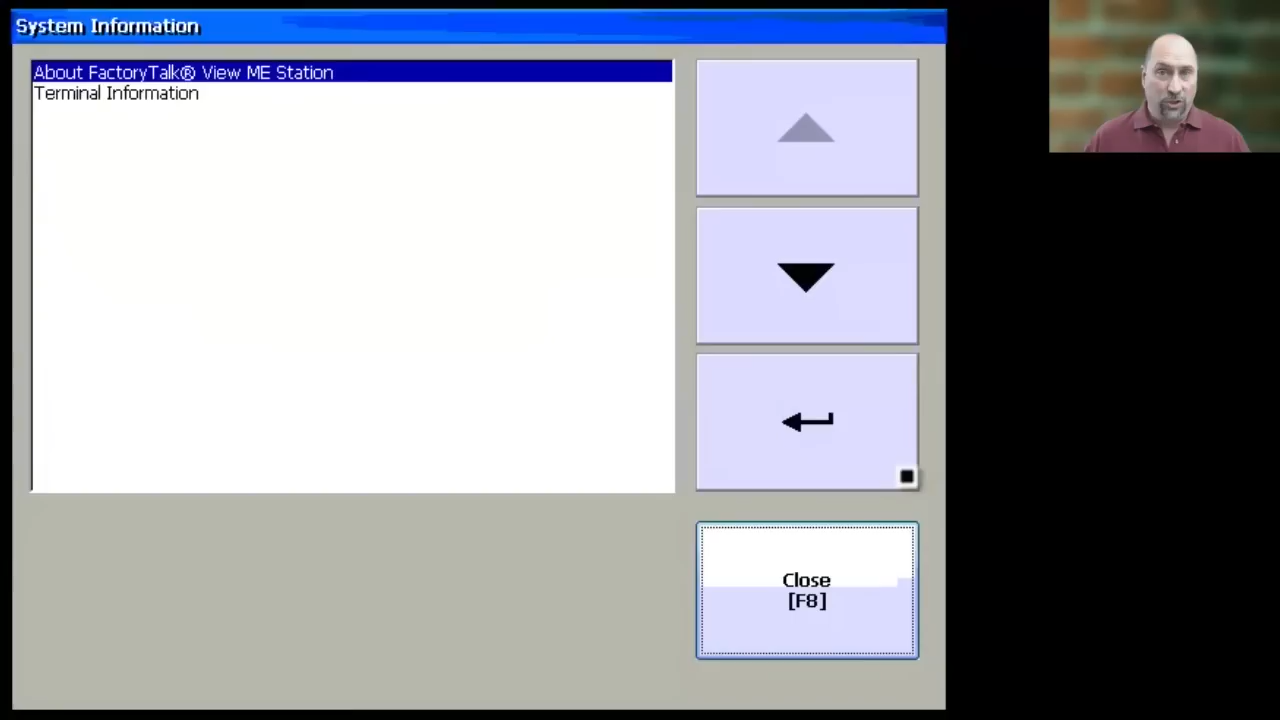 System Information
About FactoryTalk® View ME Station
Terminal Information
Close
[F8]